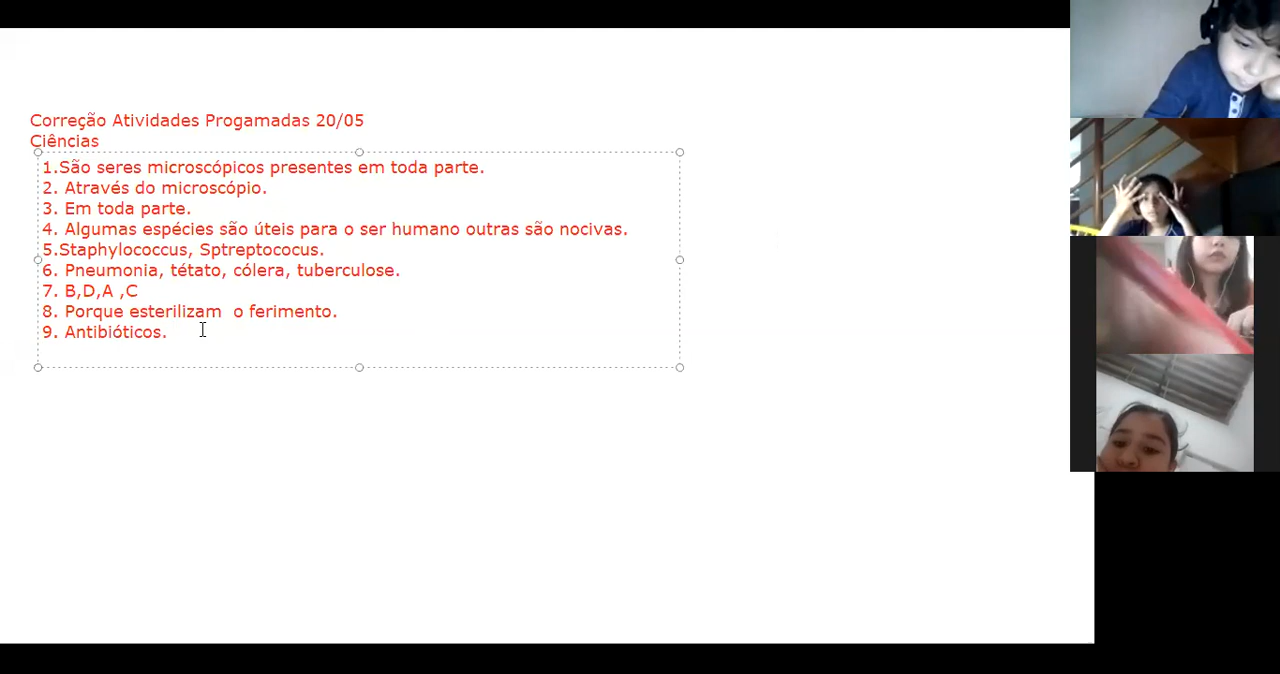 Correção Atividades Progamadas 20/05
Ciências
1.São seres microscópicos presentes em toda parte.
2. Através do microscópio.
3. Em toda parte.
4. Algumas espécies são úteis para o ser humano outras são nocivas.
5.Staphylococcus, Sptreptococus.
6. Pneumonia, tétato, cólera, tuberculose.
7. B,D,A ,C
8. Porque esterilizam  o ferimento.
9. Antibióticos.